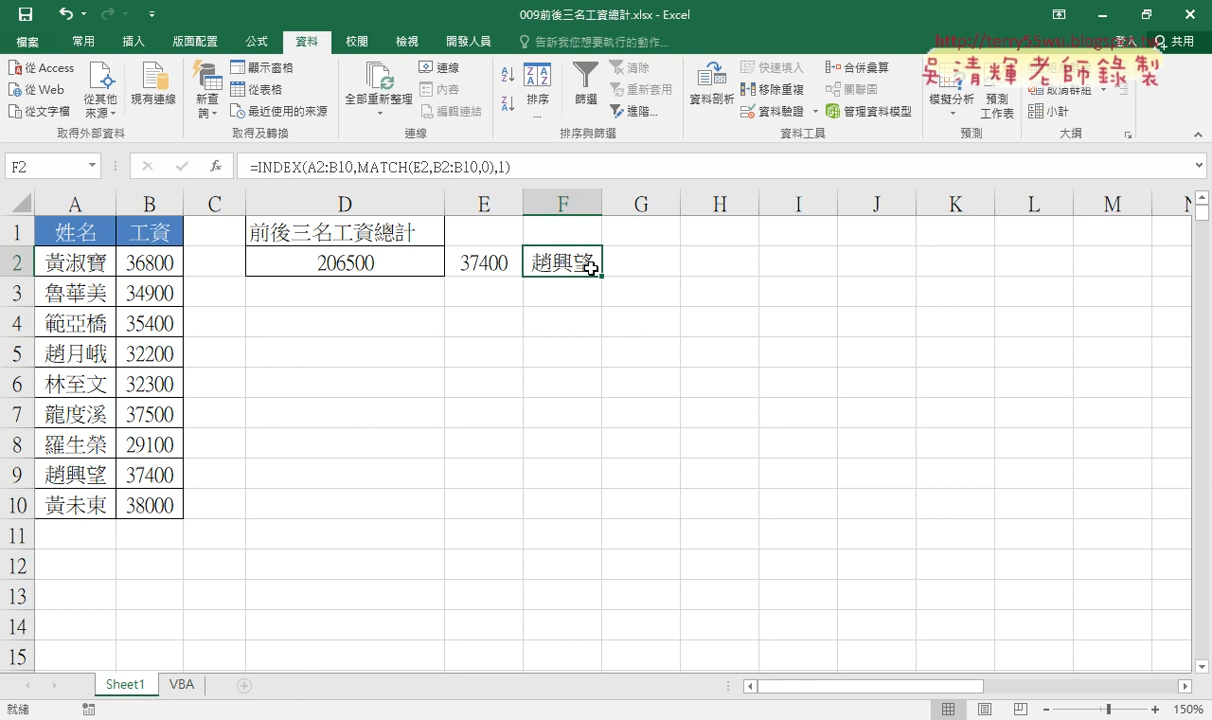 009前後三名工資總計.xlsx - Excel
檔案 常用 插入 版面配置 公式 資料 校閱 檢視 開發人員 告訴我您想要執行的動作... 登入 共用
http://terry55wu.blogspot.tw
吳清輝老師錄製
從 Access
從 Web
從文字檔
從其他來源
現有連線
取得外部資料
新查詢
顯示窗格
從表格
最近使用的來源
取得及轉換
全部重新整理
連線
內容
編輯連結
連線
排序...
篩選
清除
重新套用
進階...
排序與篩選
資料剖析
快速填入
移除重複
資料驗證
合併彙算
關聯圖
管理資料模型
資料工具
模擬分析
預測工作表
預測
取消群組
小計
大綱
F2 fx =INDEX(A2:B10,MATCH(E2,B2:B10,0),1)
A B C D E F G H I J K L M N
1 姓名 工資 前後三名工資總計
2 黃淑寶 36800 206500 37400 趙興望
3 魯華美 34900
4 範亞橋 35400
5 趙月峨 32200
6 林至文 32300
7 龍度溪 37500
8 羅生榮 29100
9 趙興望 37400
10 黃未東 38000
11
12
13
14
15
Sheet1 VBA
就緒 150%